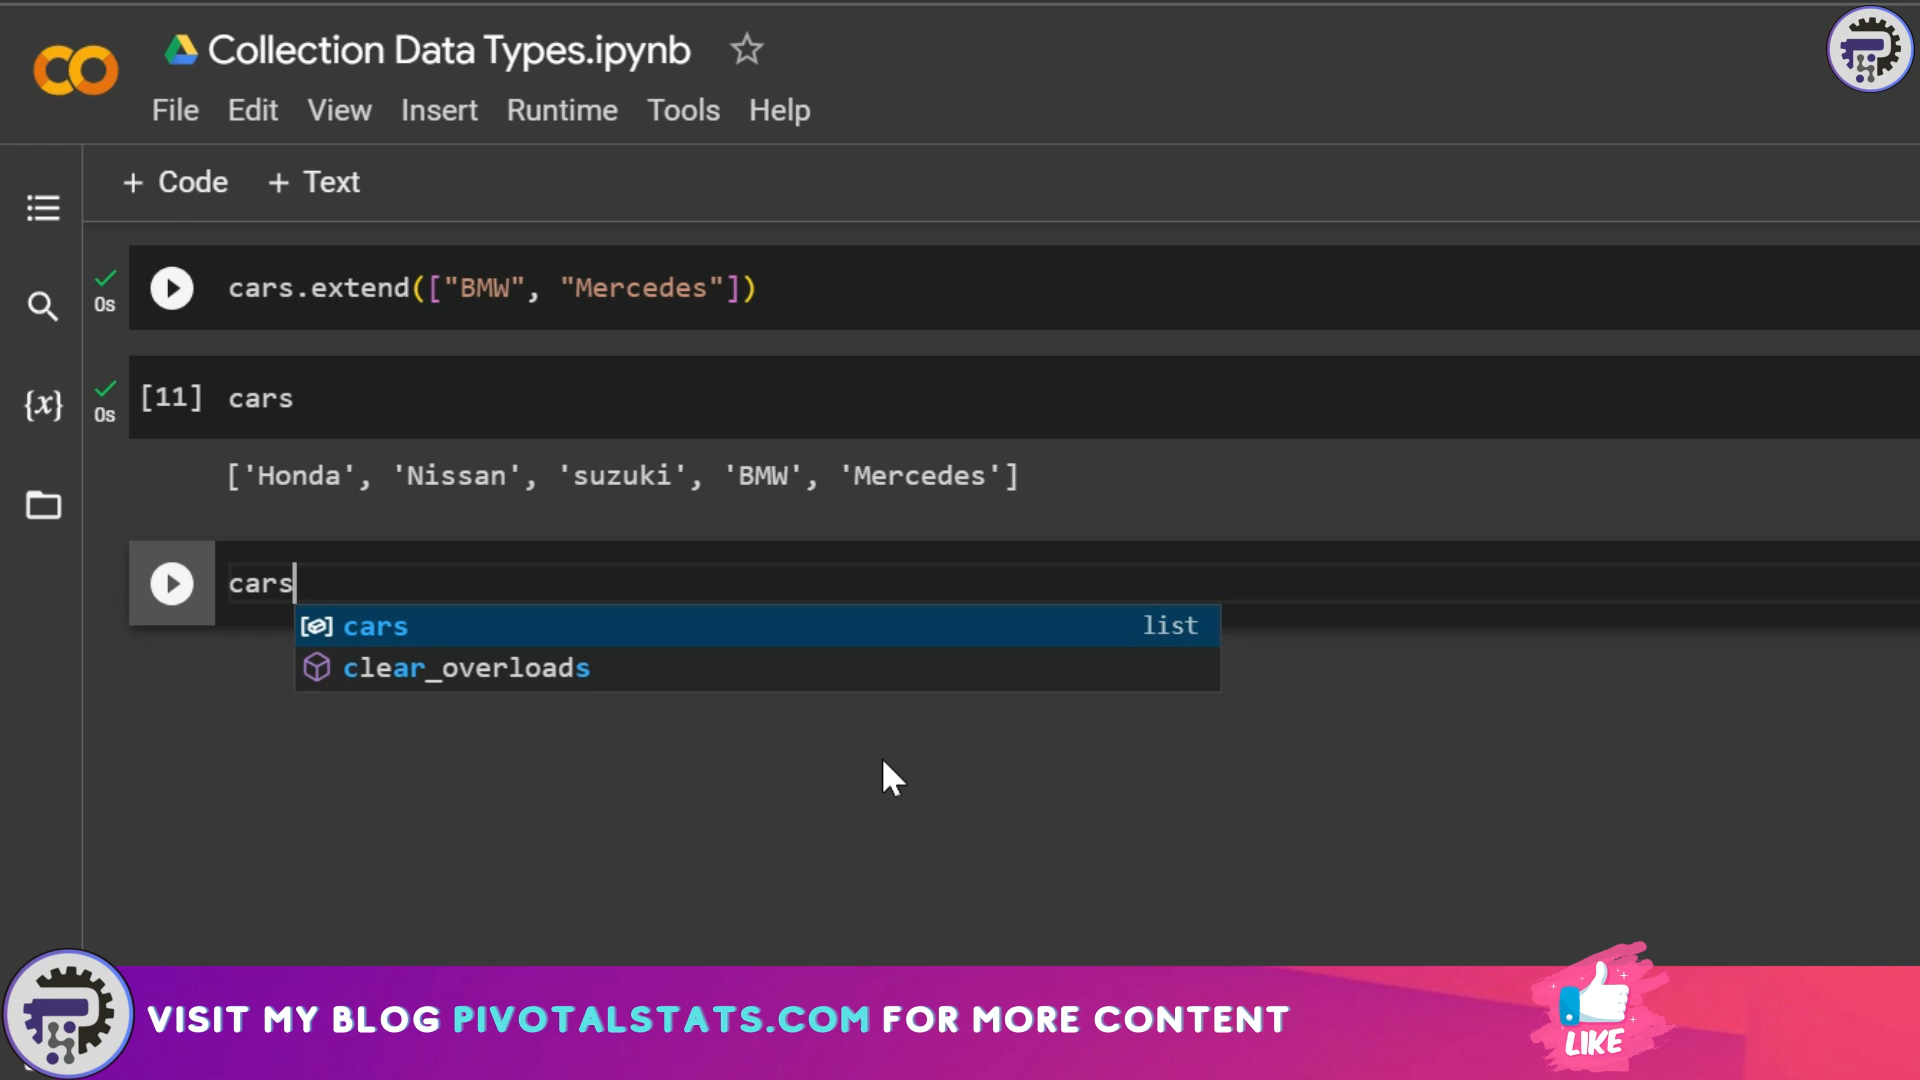 Collection Data Types.ipynb
File Edit View Insert Runtime Tools Help
+ Code + Text
0s cars.extend(["BMW", "Mercedes"])
{x} 0s [11] cars
['Honda', 'Nissan', 'suzuki', 'BMW', 'Mercedes']
cars
cars list
clear_overloads
VISIT MY BLOG PIVOTALSTATS.COM FOR MORE CONTENT
LIKE